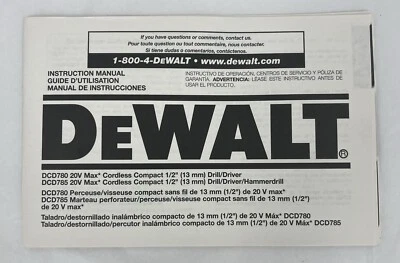 If you have questions or comments, contact us.
Pour toute question ou tout commentaire, nous contacter.
Si tiene dudas o comentarios, contáctenos.
1-800-4-DEWALT • www.dewalt.com
INSTRUCTION MANUAL
GUIDE D'UTILISATION
MANUAL DE INSTRUCCIONES
INSTRUCTIVO DE OPERACIÓN, CENTROS DE SERVICIO Y PÓLIZA DE
GARANTÍA. ADVERTENCIA: LÉASE ESTE INSTRUCTIVO ANTES DE
USAR EL PRODUCTO.
DEWALT®
DCD780 20V Max* Cordless Compact 1/2" (13 mm) Drill/Driver
DCD785 20V Max* Cordless Compact 1/2" (13 mm) Drill/Driver/Hammerdrill
DCD780 Perceuse/visseuse compact sans fil de 13 mm (1/2") de 20 V max*
DCD785 Marteau perforateur/perceuse/visseuse compact sans fil de 13 mm (1/2")
de 20 V max*
Taladro/destornillado inalámbrico compacto de 13 mm (1/2") de 20 V Máx* DCD780
Taladro/destornillado/percutor inalámbrico compacto de 13 mm (1/2") de 20 V Máx* DCD785